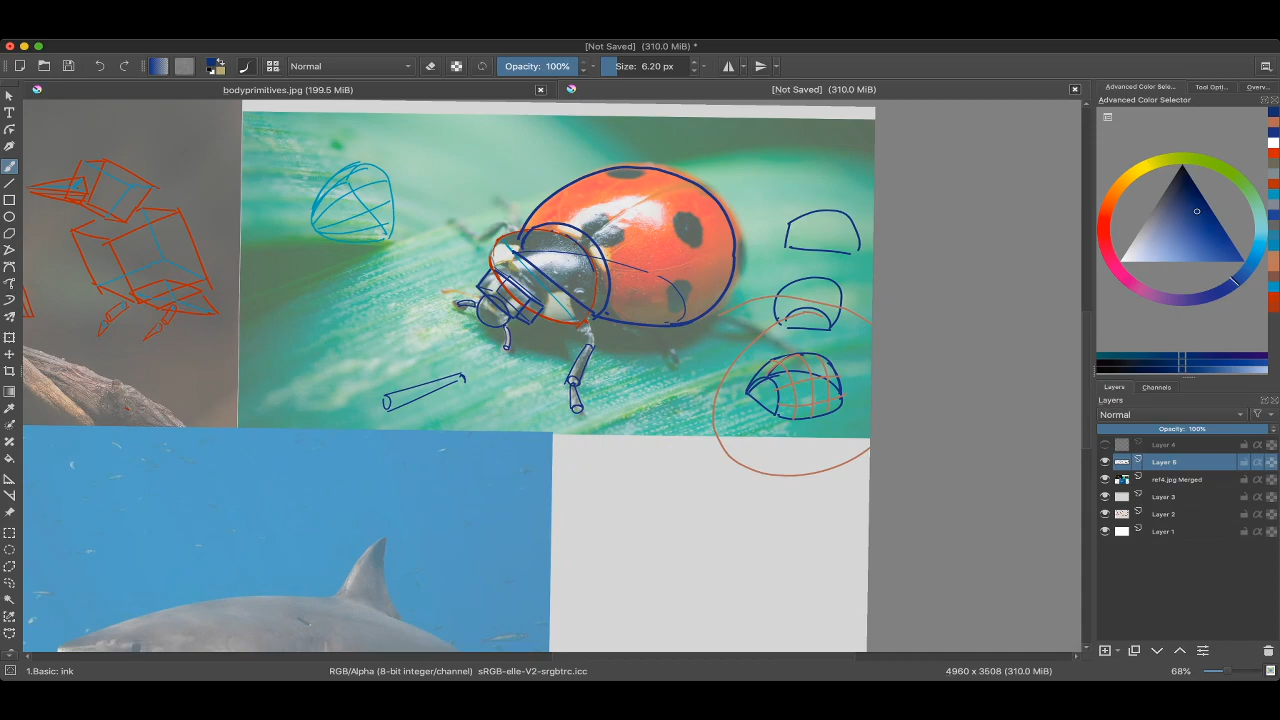 [Not Saved] (310.0 MiB) *
Normal
Opacity: 100%
Size: 6.20 px
bodyprimitives.jpg (199.5 MiB)
[Not Saved] (310.0 MiB)
Advanced Color Sele...
Tool Opti...
Overv...
Advanced Color Selector
Layers
Channels
Layers
Normal
Opacity: 100%
Layer 4
Layer 5
ref4.jpg Merged
Layer 3
Layer 2
Layer 1
1.Basic: ink
RGB/Alpha (8-bit integer/channel) sRGB-elle-V2-srgbtrc.icc
4960 x 3508 (310.0 MiB)
68%